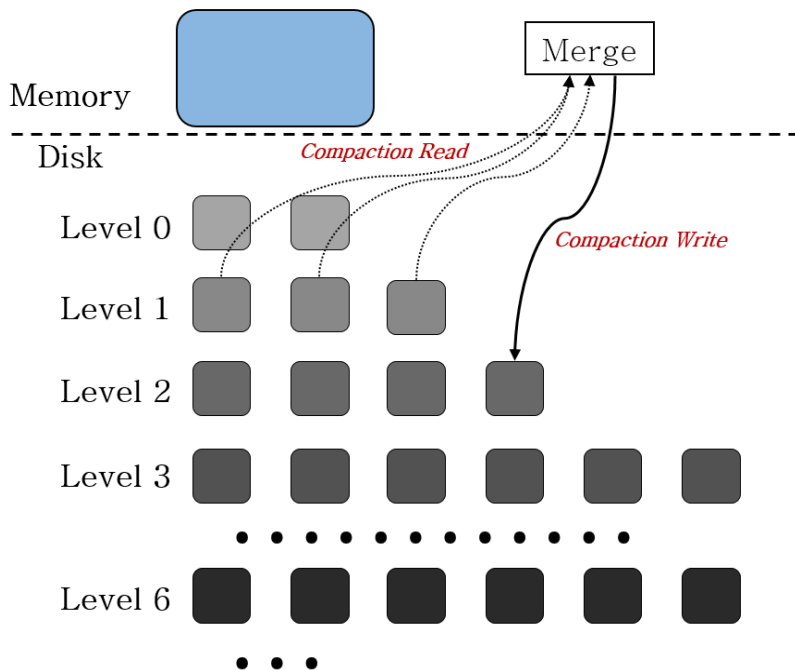 Merge
Memory
Compaction Read
Disk
Level 0
Compaction Write
Level 1
Level 2
Level 3
Level 6